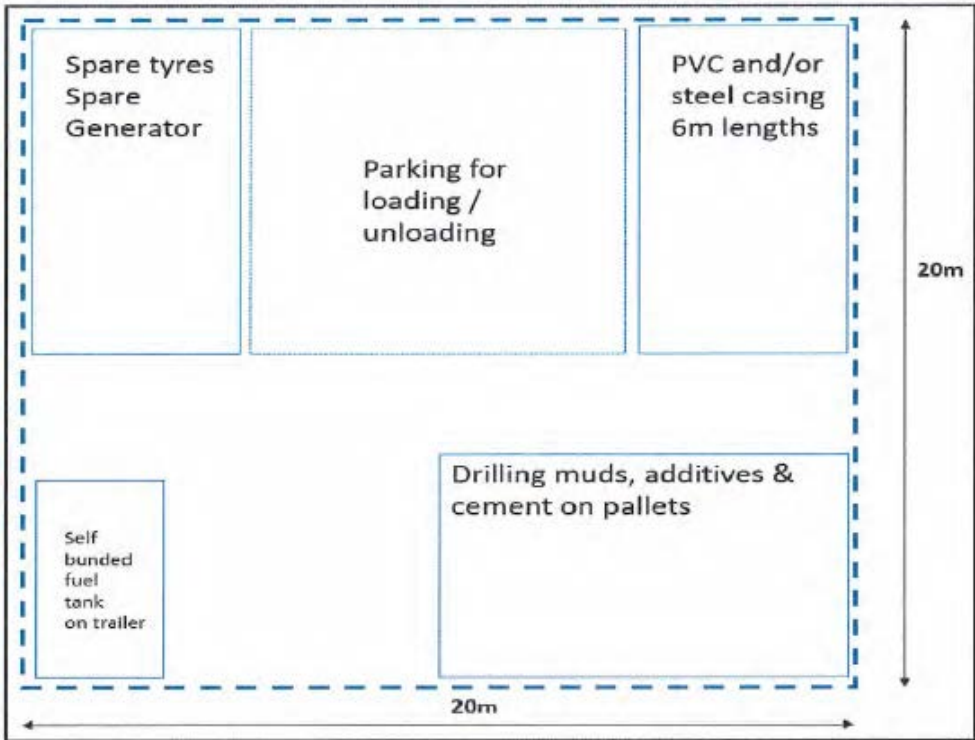 Spare tyres
Spare
Generator
Parking for
loading /
unloading
PVC and/or
steel casing
6m lengths
20m
Self
bunded
fuel
tank
on trailer
Drilling muds, additives &
cement on pallets
20m